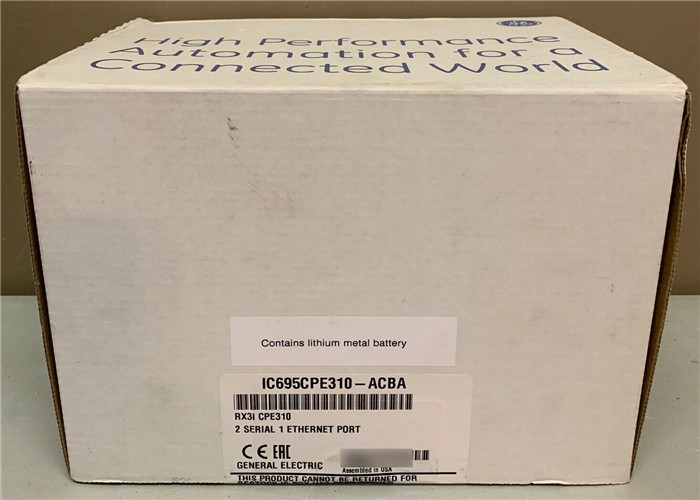 High Performance
Automation for a
Connected World
Contains lithium metal battery
IC695CPE310-ACBA
RX3i CPE310
2 SERIAL 1 ETHERNET PORT
CE EAC
GENERAL ELECTRIC
Assembled in USA
THIS PRODUCT CANNOT BE RETURNED FOR